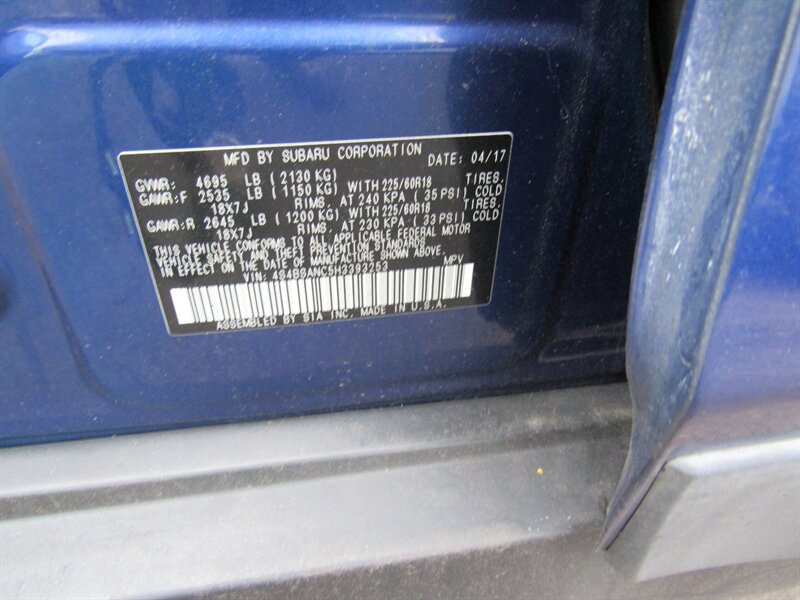 MFD BY SUBARU CORPORATION DATE: 04/17
GVWR: 4695 LB (2130 KG) TIRES,
GAWR:F 2535 LB (1150 KG) WITH 225/60R18
18X7J RIMS, AT 240 KPA (35 PSI) COLD
GAWR:R 2645 LB (1200 KG) WITH 225/60R18 TIRES,
18X7J RIMS, AT 230 KPA (33 PSI) COLD
THIS VEHICLE CONFORMS TO ALL APPLICABLE FEDERAL MOTOR
VEHICLE SAFETY, AND THEFT PREVENTION STANDARDS
IN EFFECT ON THE DATE OF MANUFACTURE SHOWN ABOVE.
VIN: 4S4BSANC5H3393253 MPV
ASSEMBLED BY SIA INC. MADE IN U.S.A.